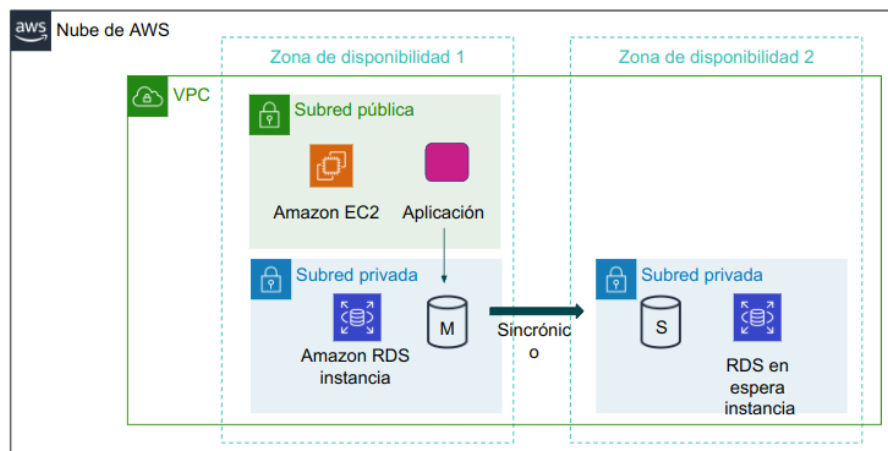 aws
Nube de AWS
Zona de disponibilidad 1
Zona de disponibilidad 2
VPC
Subred pública
Amazon EC2
Aplicación
Subred privada
M
Amazon RDS
instancia
Sincrónic
o
Subred privada
S
RDS en
espera
instancia